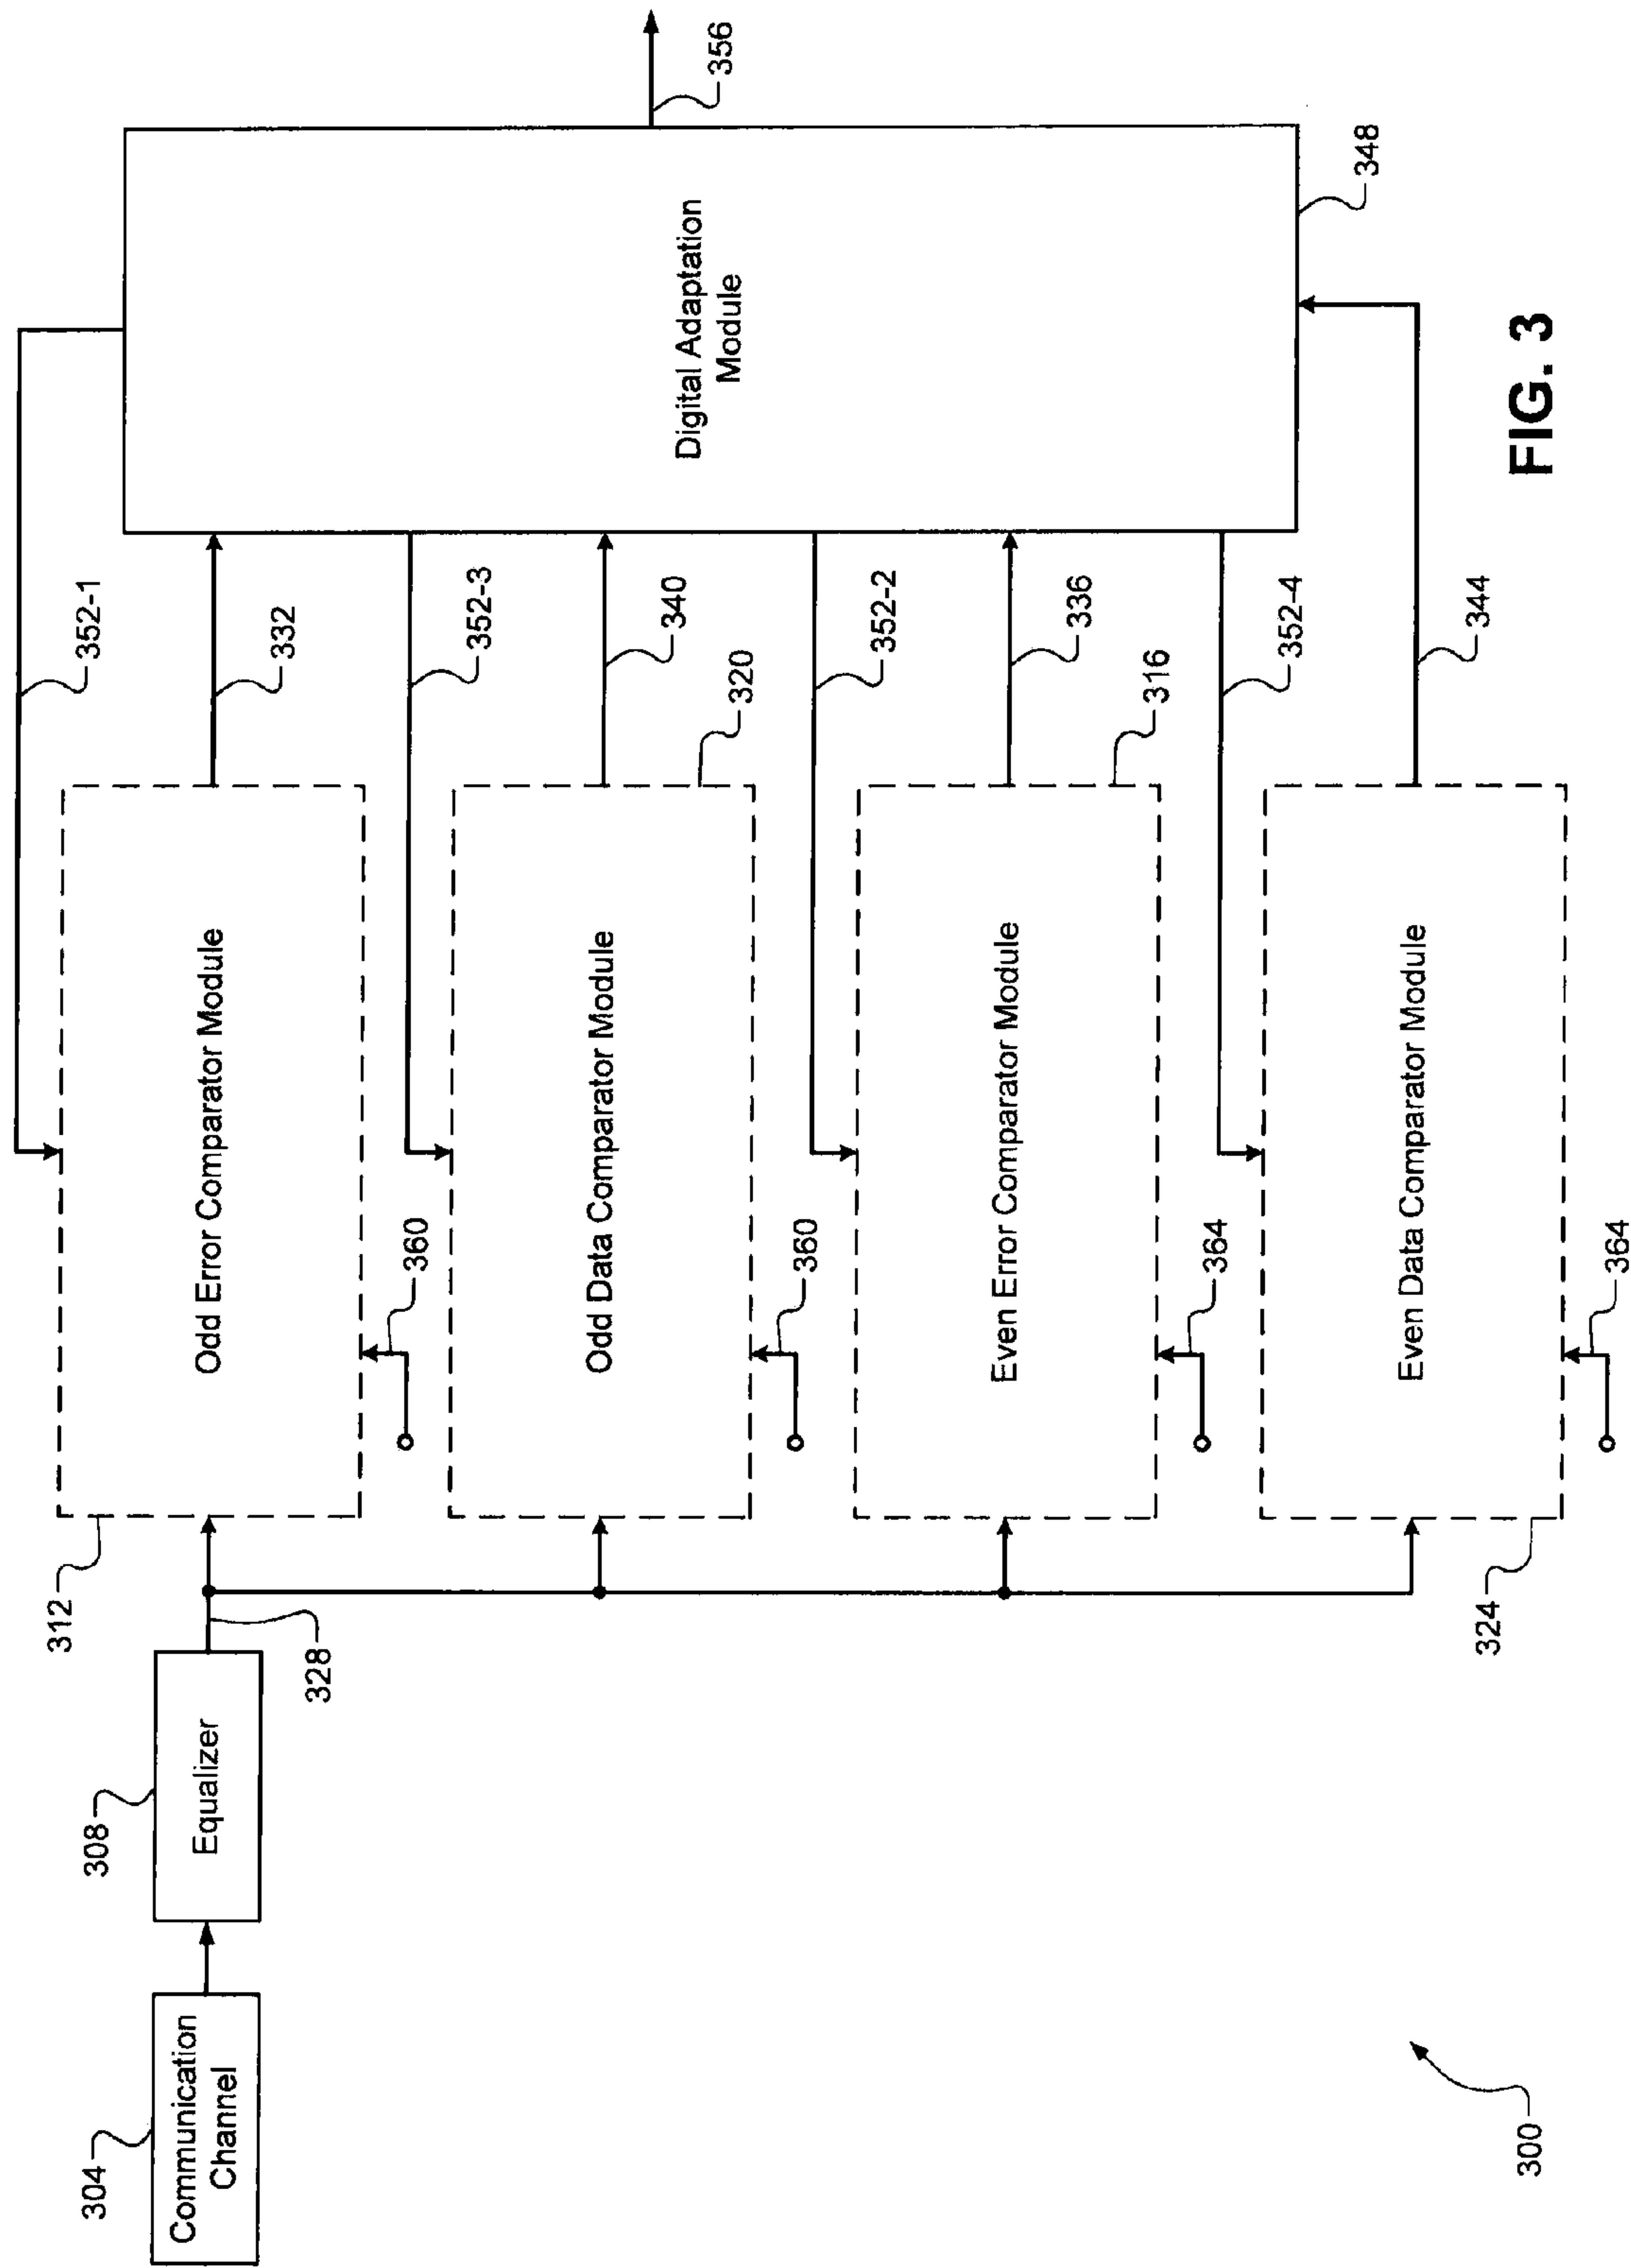 352-1
356
332
352-3
340
320
352-2
336
316
352-4
344
348
Digital Adaptation
Module
Odd Error Comparator Module
Odd Data Comparator Module
Even Error Comparator Module
Even Data Comparator Module
360
360
364
364
312
324
328
308
Equalizer
304
Communication
Channel
300
FIG. 3